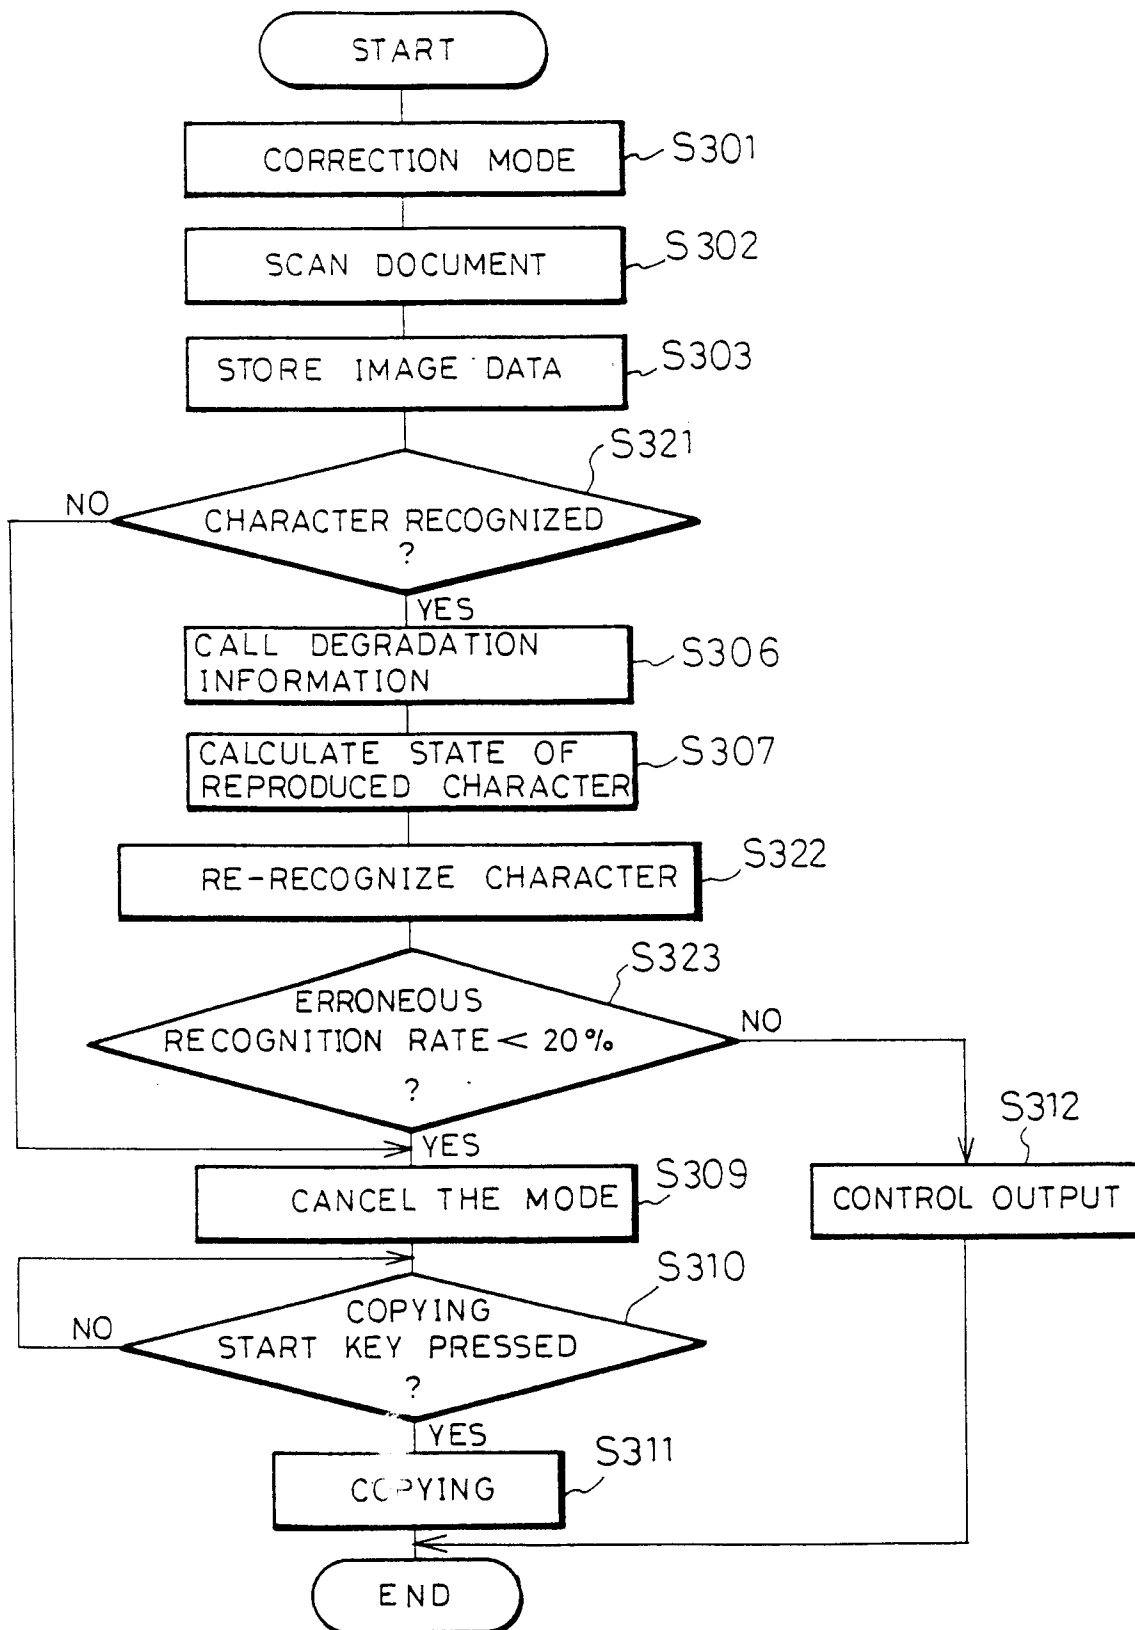 START
CORRECTION MODE
S301
SCAN DOCUMENT
S302
STORE IMAGE DATA
S303
S321
NO
CHARACTER RECOGNIZED
?
YES
CALL DEGRADATION
INFORMATION
S306
CALCULATE STATE OF
REPRODUCED CHARACTER
S307
RE-RECOGNIZE CHARACTER
S322
S323
ERRONEOUS
RECOGNITION RATE < 20%
?
NO
YES
S312
CONTROL OUTPUT
CANCEL THE MODE
S309
S310
COPYING
START KEY PRESSED
?
NO
YES
COPYING
S311
END